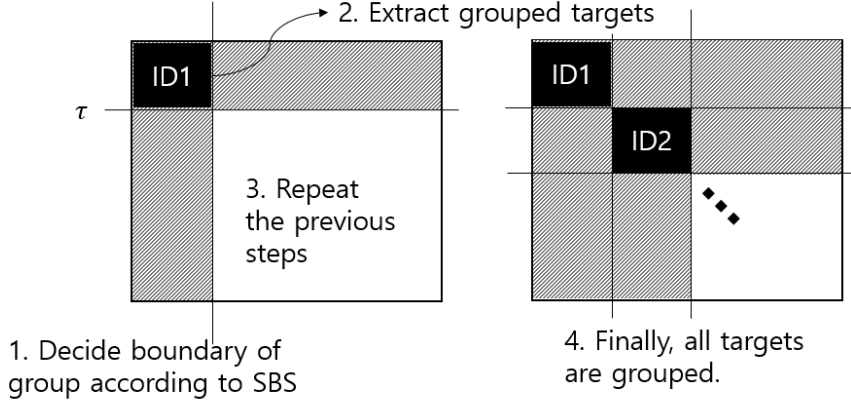 2. Extract grouped targets
ID1
τ
3. Repeat
the previous
steps
1. Decide boundary of
group according to SBS
ID1
ID2
4. Finally, all targets
are grouped.